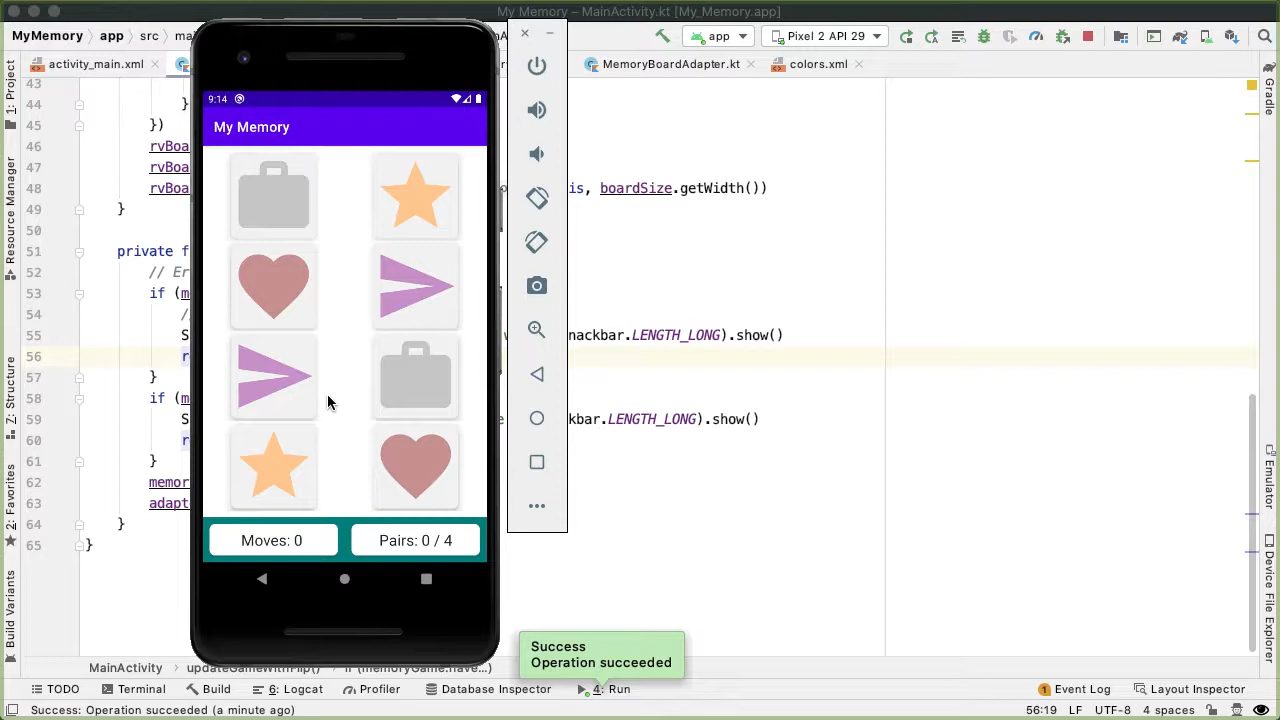 My Memory – MainActivity.kt [My_Memory.app]
MyMemory app src
app Pixel 2 API 29
activity_main.xml MemoryBoardAdapter.kt colors.xml
1: Project
Resource Manager
Z: Structure
2: Favorites
Build Variants
43
44 }
45 })
46 rvBoa
47 rvBoa
48 rvBoa is, boardSize.getWidth())
49 }
50
51 private f
52 // Er
53 if (m
54 //
55 S nackbar.LENGTH_LONG).show()
56 r
57 }
58 if (m
59 S kbar.LENGTH_LONG).show()
60 r
61 }
62 memor
63 adapt
64 }
65 }
9:14
My Memory
Moves: 0 Pairs: 0 / 4
Gradle
Emulator
Device File Explorer
Success
Operation succeeded
MainActivity updateGameWithFlip() if (memoryGame.have...)
TODO Terminal Build 6: Logcat Profiler Database Inspector 4: Run 1 Event Log Layout Inspector
Success: Operation succeeded (a minute ago) 56:19 LF UTF-8 4 spaces